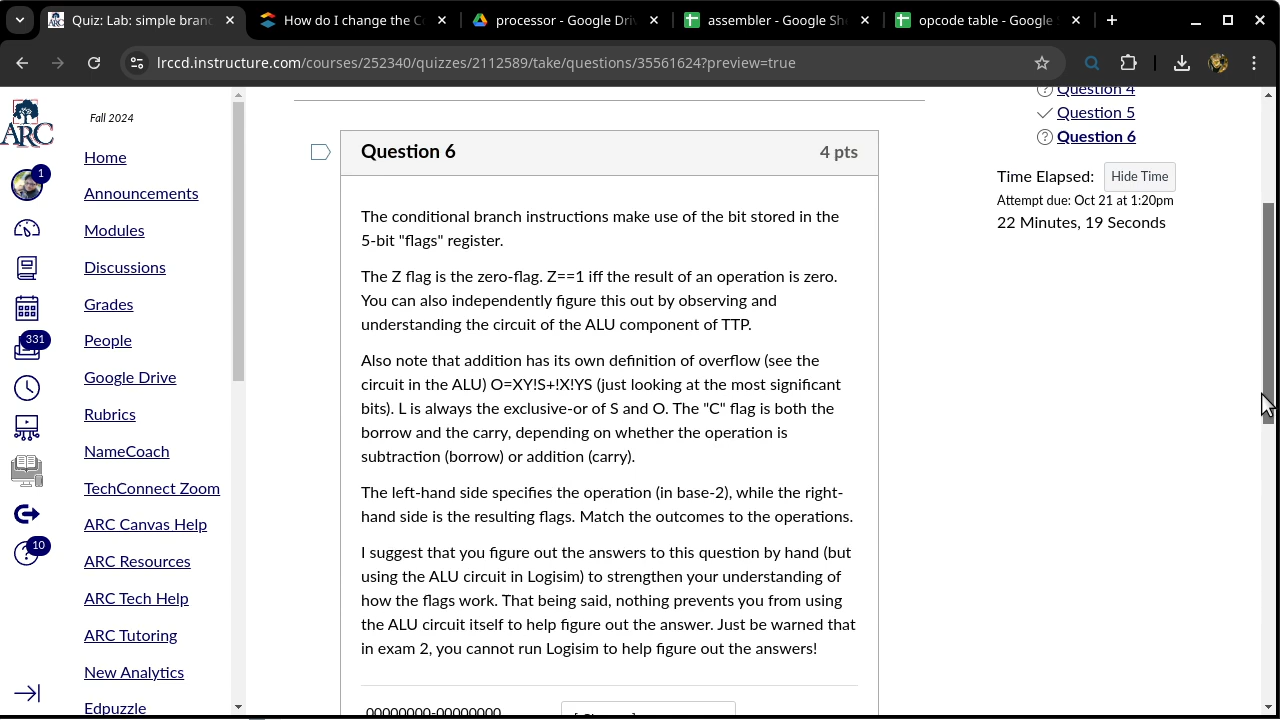 Quiz: Lab: simple bran
How do I change the C
processor - Google Dri
assembler - Google She
opcode table - Google
lrccd.instructure.com/courses/252340/quizzes/2112589/take/questions/35561624?preview=true
ARC
Fall 2024
1
Home
Announcements
Modules
Discussions
Grades
331
People
Google Drive
Rubrics
NameCoach
TechConnect Zoom
ARC Canvas Help
10
ARC Resources
ARC Tech Help
ARC Tutoring
New Analytics
Edpuzzle
Question 6
4 pts
The conditional branch instructions make use of the bit stored in the
5-bit "flags" register.
The Z flag is the zero-flag. Z==1 iff the result of an operation is zero.
You can also independently figure this out by observing and
understanding the circuit of the ALU component of TTP.
Also note that addition has its own definition of overflow (see the
circuit in the ALU) O=XY!S+!X!YS (just looking at the most significant
bits). L is always the exclusive-or of S and O. The "C" flag is both the
borrow and the carry, depending on whether the operation is
subtraction (borrow) or addition (carry).
The left-hand side specifies the operation (in base-2), while the right-
hand side is the resulting flags. Match the outcomes to the operations.
I suggest that you figure out the answers to this question by hand (but
using the ALU circuit in Logisim) to strengthen your understanding of
how the flags work. That being said, nothing prevents you from using
the ALU circuit itself to help figure out the answer. Just be warned that
in exam 2, you cannot run Logisim to help figure out the answers!
00000000-00000000
Question 4
Question 5
Question 6
Time Elapsed:
Hide Time
Attempt due: Oct 21 at 1:20pm
22 Minutes, 19 Seconds